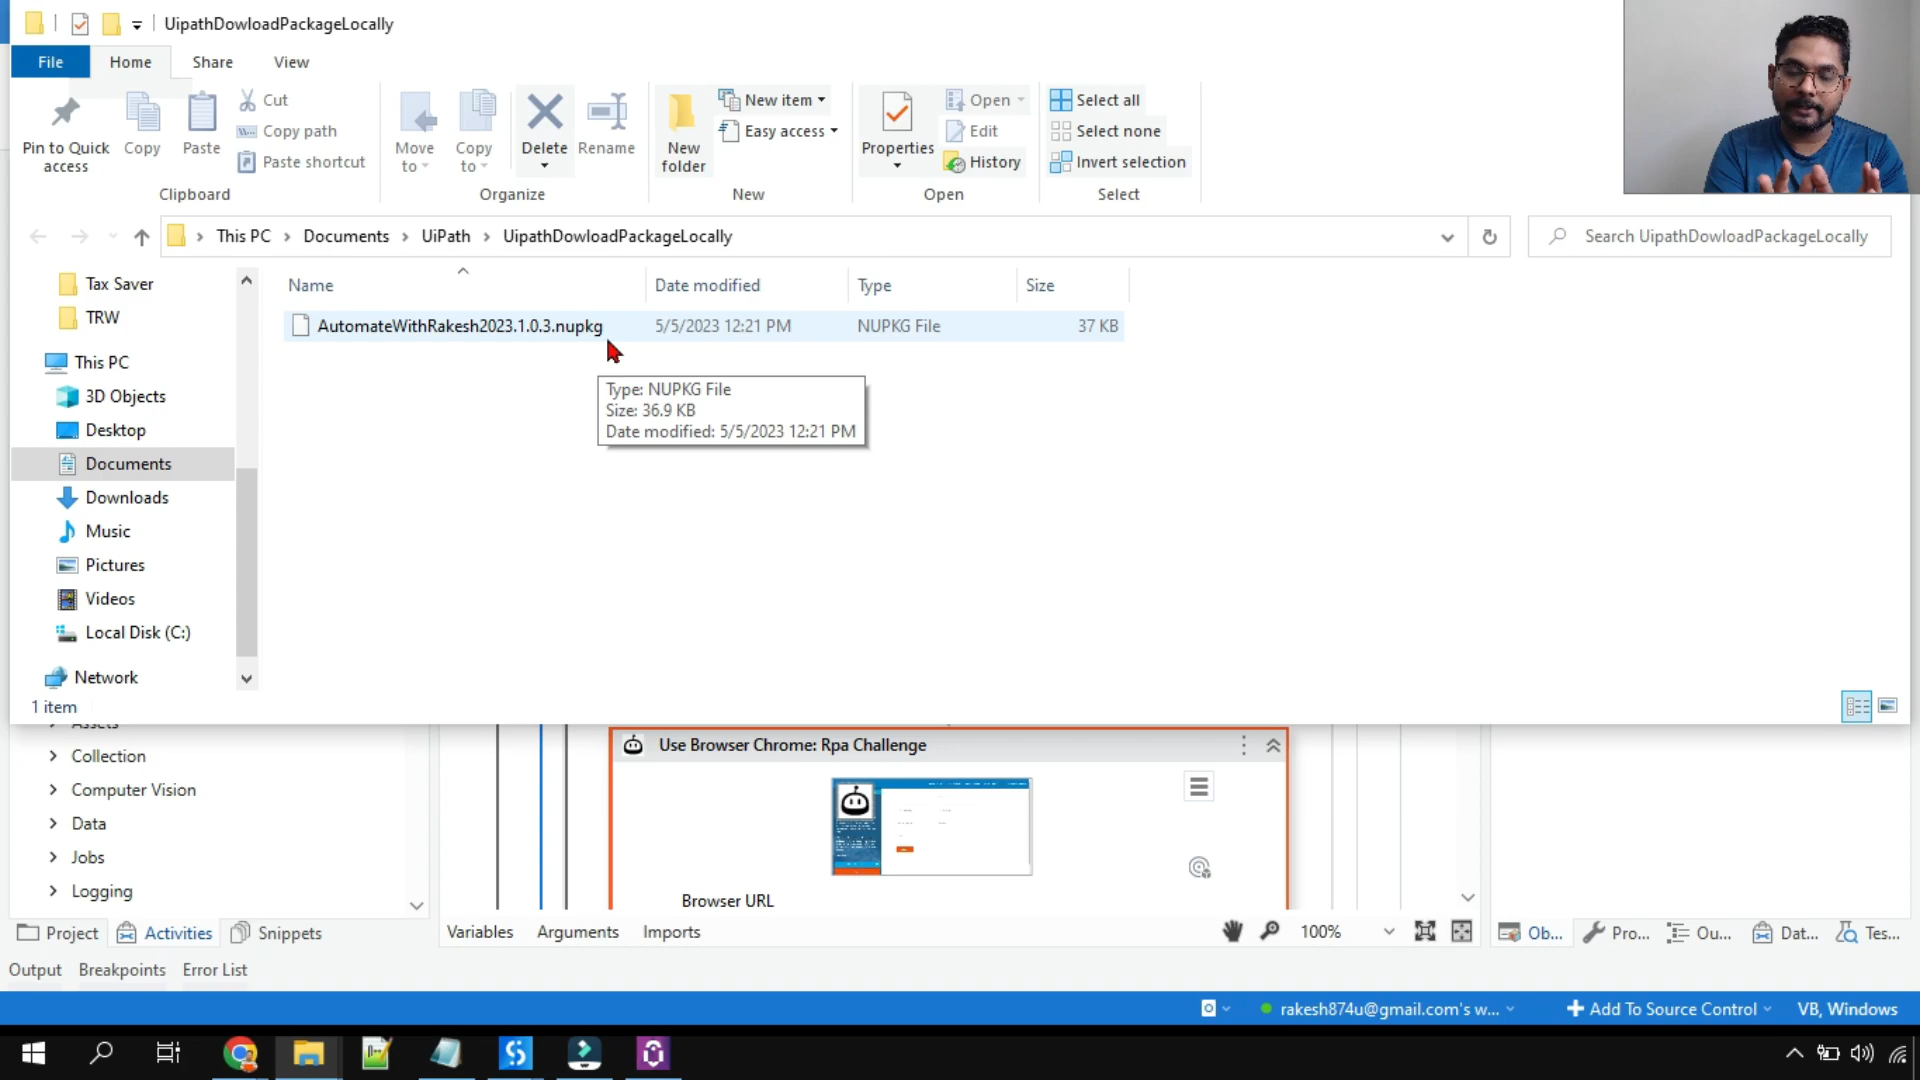 UipathDowloadPackageLocally
File
Home
Share
View
Pin to Quick access
Copy
Paste
Cut
Copy path
Paste shortcut
Clipboard
Move to
Copy to
Delete
Rename
Organize
New folder
New item
Easy access
New
Properties
Open
Edit
History
Open
Select all
Select none
Invert selection
Select
This PC
Documents
UiPath
UipathDowloadPackageLocally
Search UipathDowloadPackageLocally
Name
Date modified
Type
Size
AutomateWithRakesh2023.1.0.3.nupkg
5/5/2023 12:21 PM
NUPKG File
37 KB
Type: NUPKG File
Size: 36.9 KB
Date modified: 5/5/2023 12:21 PM
Tax Saver
TRW
This PC
3D Objects
Desktop
Documents
Downloads
Music
Pictures
Videos
Local Disk (C:)
Network
1 item
Assets
Collection
Computer Vision
Data
Jobs
Logging
Use Browser Chrome: Rpa Challenge
Browser URL
Project
Activities
Snippets
Variables
Arguments
Imports
100%
Ob...
Pro...
Ou...
Dat...
Tes...
Output
Breakpoints
Error List
rakesh874u@gmail.com's w...
Add To Source Control
VB, Windows